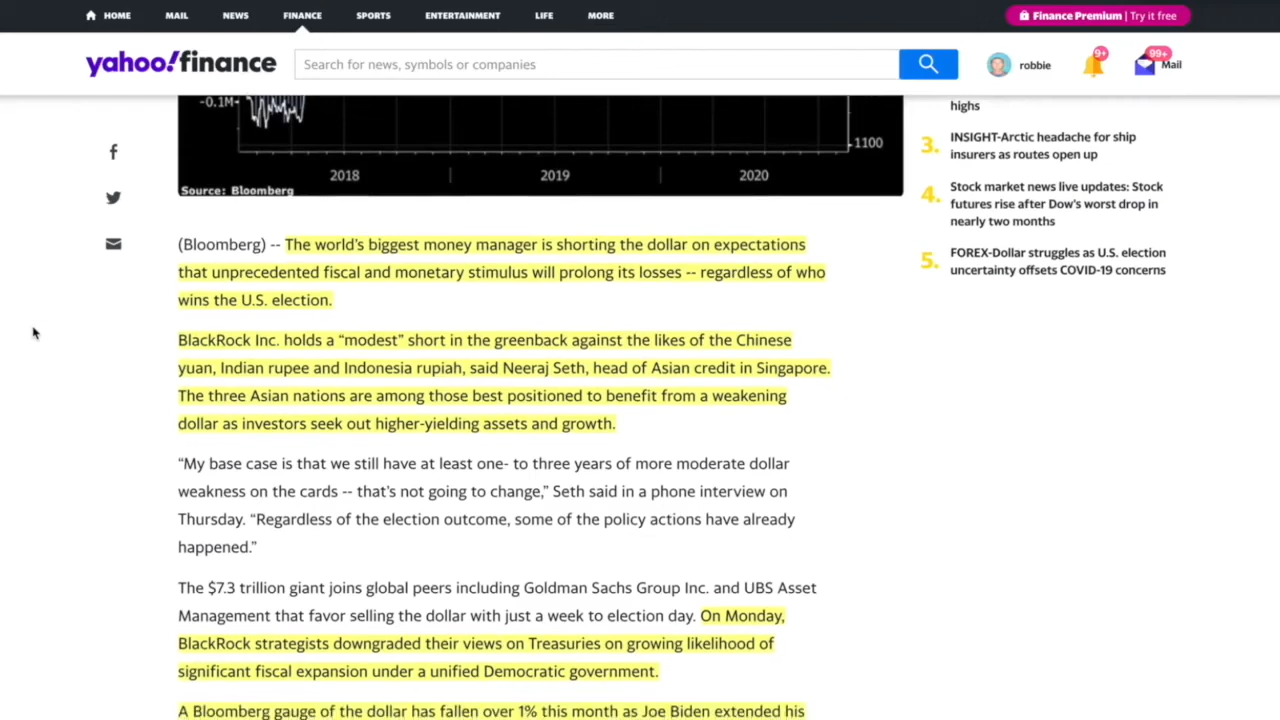 HOME MAIL NEWS FINANCE SPORTS ENTERTAINMENT LIFE MORE Finance Premium | Try it free
yahoo!finance Search for news, symbols or companies robbie 9+ 99+ Mail
-0.1M
1100
2018 2019 2020
Source: Bloomberg
highs
3. INSIGHT-Arctic headache for ship
insurers as routes open up
4. Stock market news live updates: Stock
futures rise after Dow's worst drop in
nearly two months
5. FOREX-Dollar struggles as U.S. election
uncertainty offsets COVID-19 concerns
(Bloomberg) -- The world's biggest money manager is shorting the dollar on expectations
that unprecedented fiscal and monetary stimulus will prolong its losses -- regardless of who
wins the U.S. election.
BlackRock Inc. holds a “modest” short in the greenback against the likes of the Chinese
yuan, Indian rupee and Indonesia rupiah, said Neeraj Seth, head of Asian credit in Singapore.
The three Asian nations are among those best positioned to benefit from a weakening
dollar as investors seek out higher-yielding assets and growth.
“My base case is that we still have at least one- to three years of more moderate dollar
weakness on the cards -- that's not going to change,” Seth said in a phone interview on
Thursday. “Regardless of the election outcome, some of the policy actions have already
happened.”
The $7.3 trillion giant joins global peers including Goldman Sachs Group Inc. and UBS Asset
Management that favor selling the dollar with just a week to election day. On Monday,
BlackRock strategists downgraded their views on Treasuries on growing likelihood of
significant fiscal expansion under a unified Democratic government.
A Bloomberg gauge of the dollar has fallen over 1% this month as Joe Biden extended his